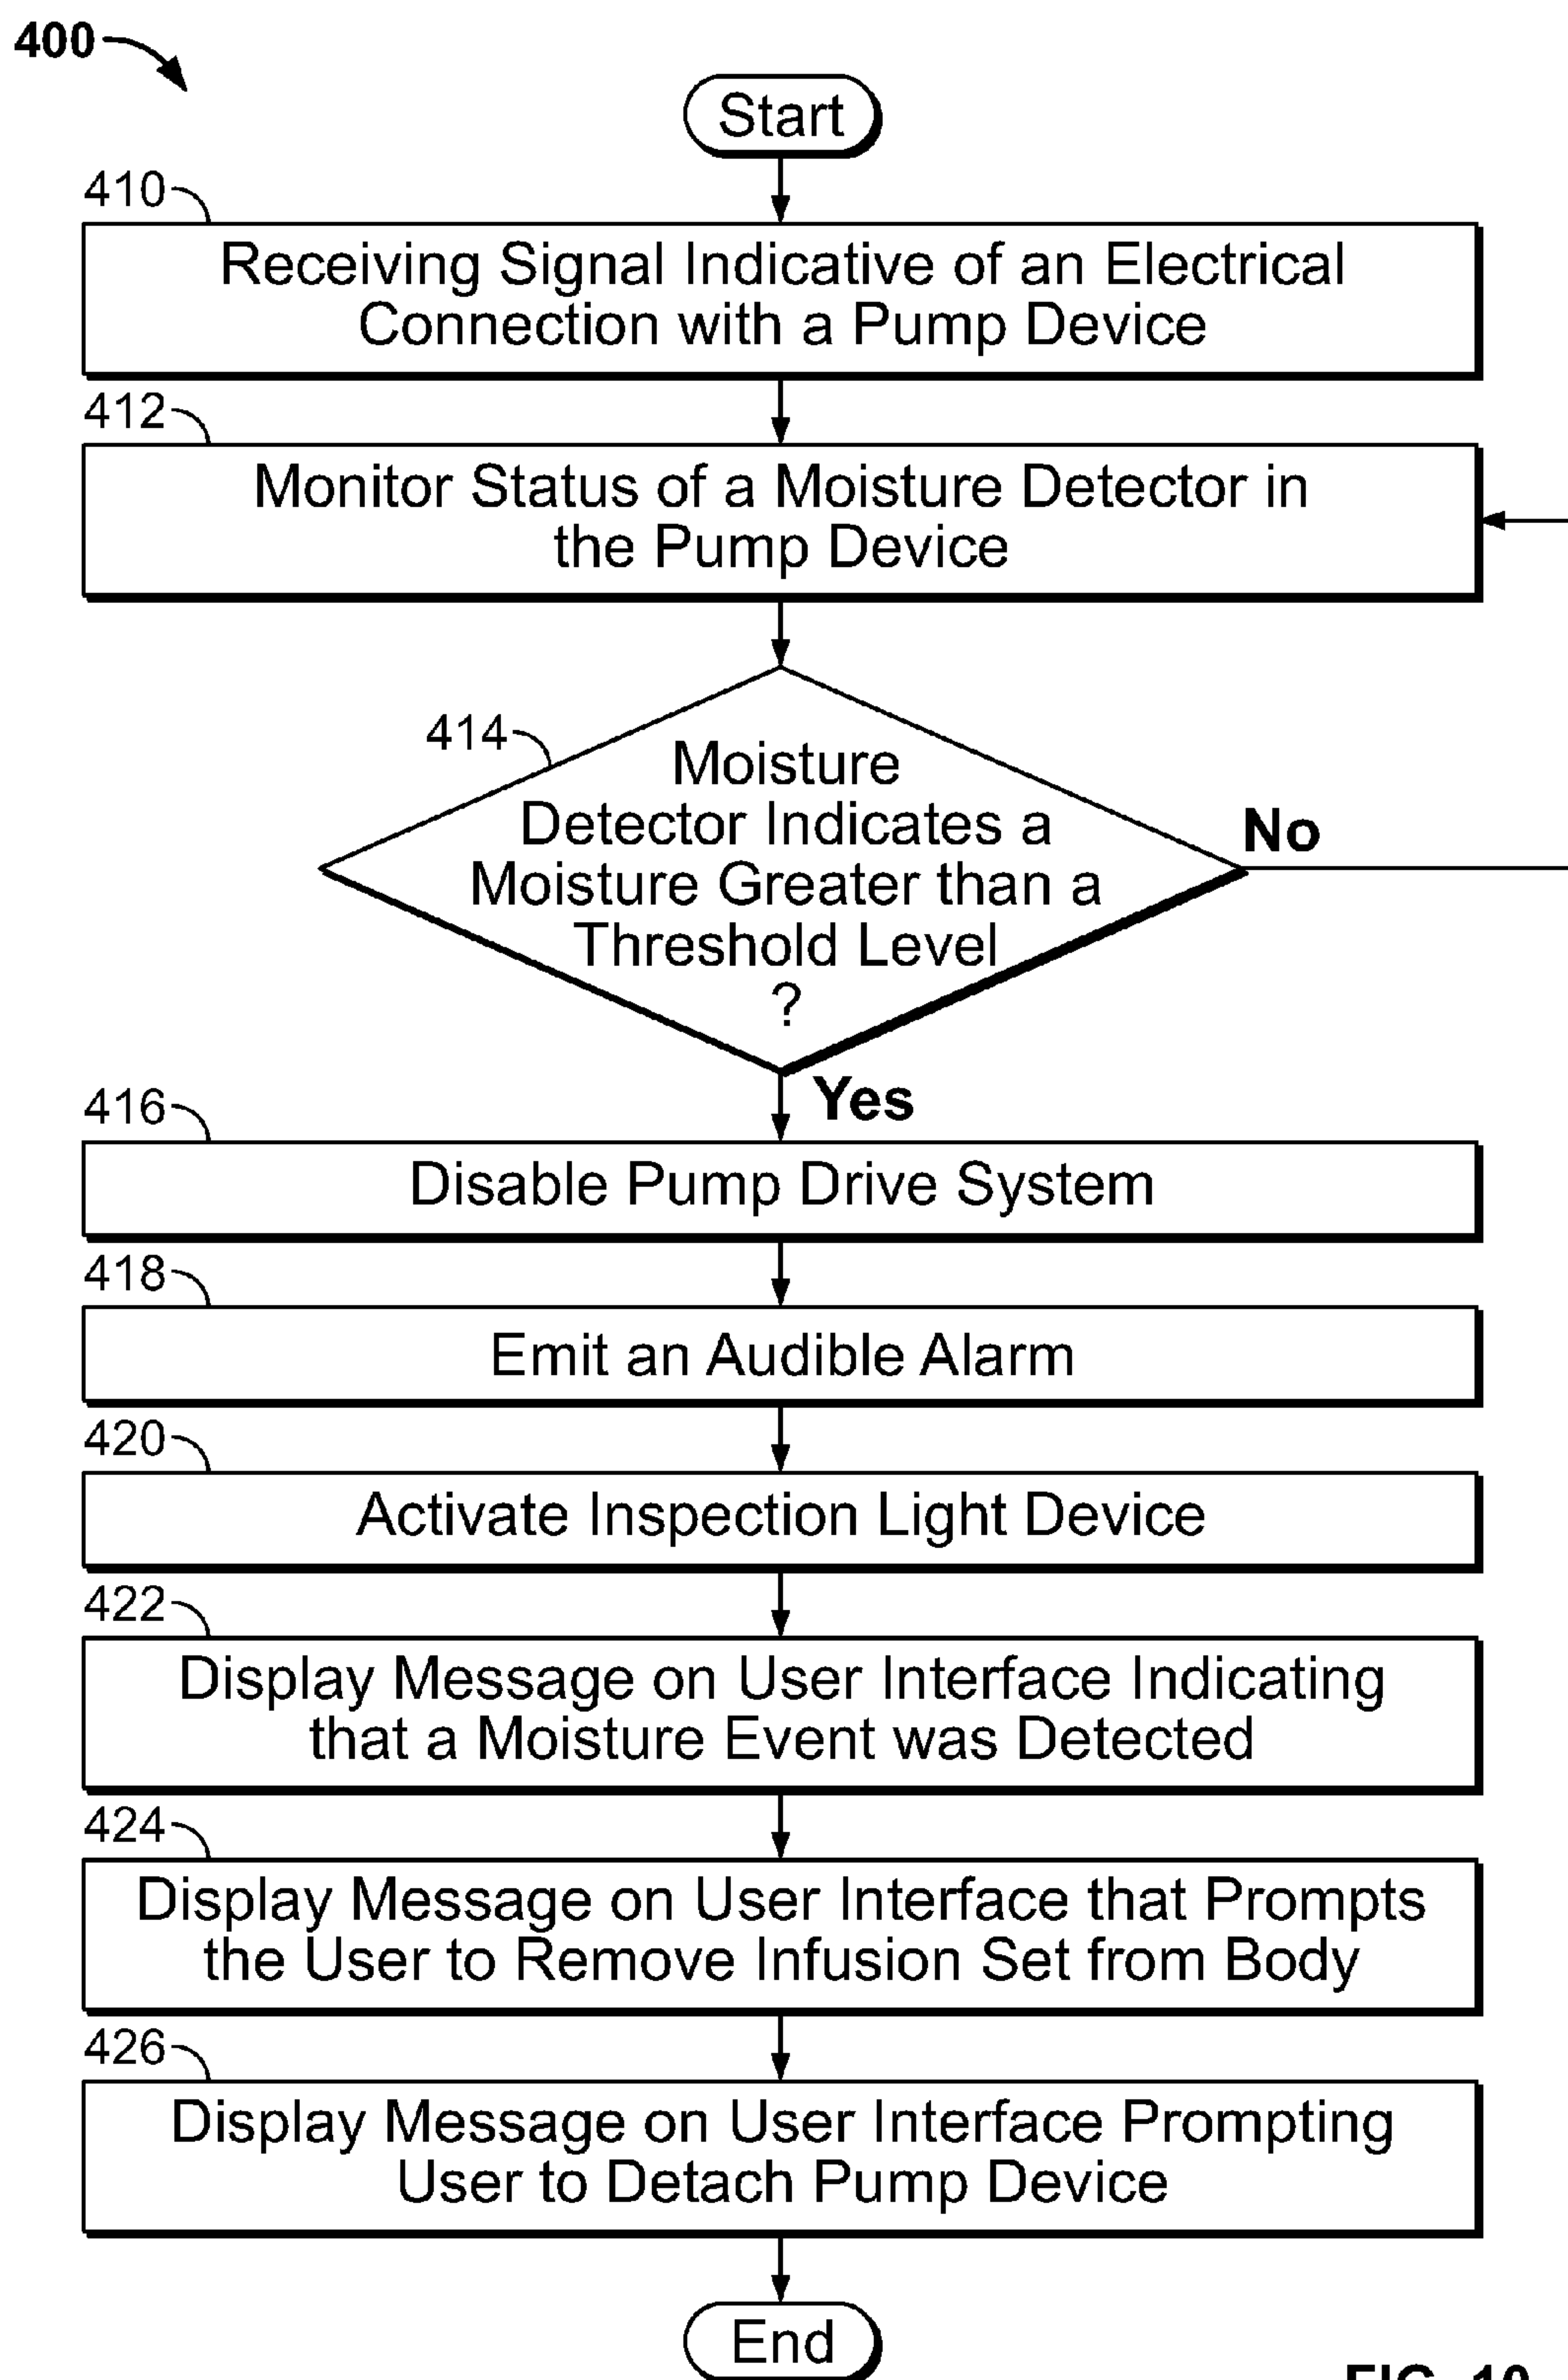 400
Start
410
Receiving Signal Indicative of an Electrical
Connection with a Pump Device
412
Monitor Status of a Moisture Detector in
the Pump Device
414
Moisture
Detector Indicates a
Moisture Greater than a
Threshold Level
?
No
Yes
416
Disable Pump Drive System
418
Emit an Audible Alarm
420
Activate Inspection Light Device
422
Display Message on User Interface Indicating
that a Moisture Event was Detected
424
Display Message on User Interface that Prompts
the User to Remove Infusion Set from Body
426
Display Message on User Interface Prompting
User to Detach Pump Device
End
FIG. 10